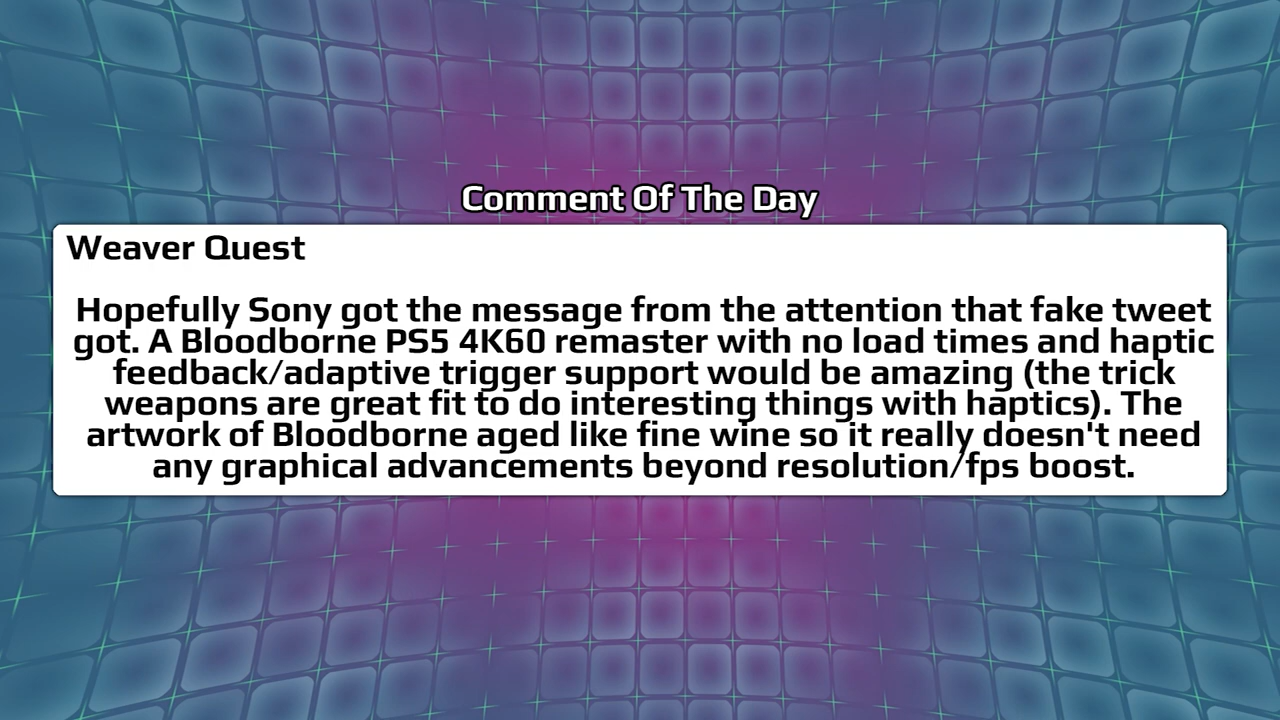 Comment Of The Day
Weaver Quest
Hopefully Sony got the message from the attention that fake tweet
got. A Bloodborne PS5 4K60 remaster with no load times and haptic
feedback/adaptive trigger support would be amazing (the trick
weapons are great fit to do interesting things with haptics). The
artwork of Bloodborne aged like fine wine so it really doesn't need
any graphical advancements beyond resolution/fps boost.